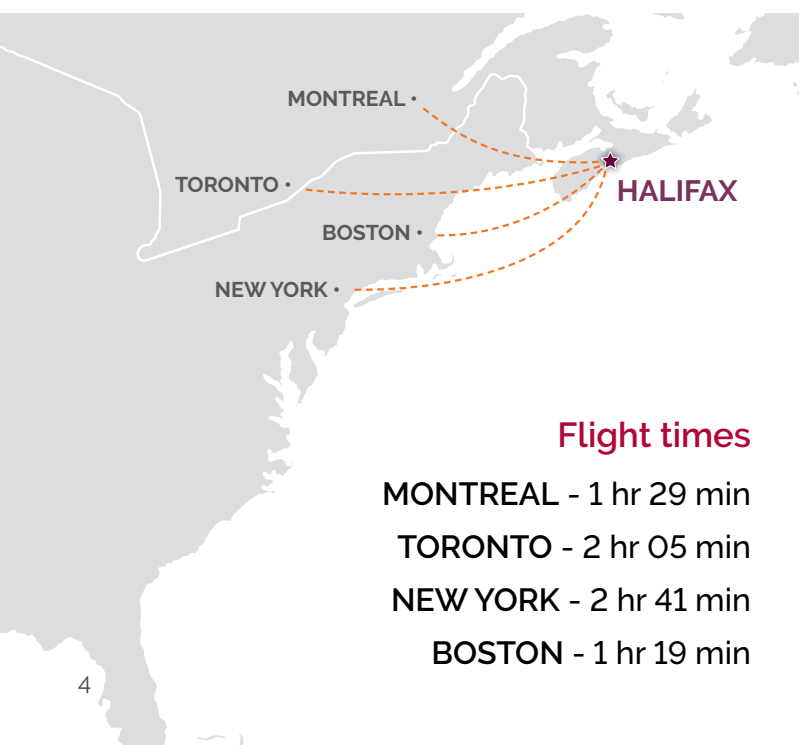 MONTREAL •
TORONTO •
HALIFAX
BOSTON •
NEW YORK •
Flight times
MONTREAL - 1 hr 29 min
TORONTO - 2 hr 05 min
NEW YORK - 2 hr 41 min
BOSTON - 1 hr 19 min
4